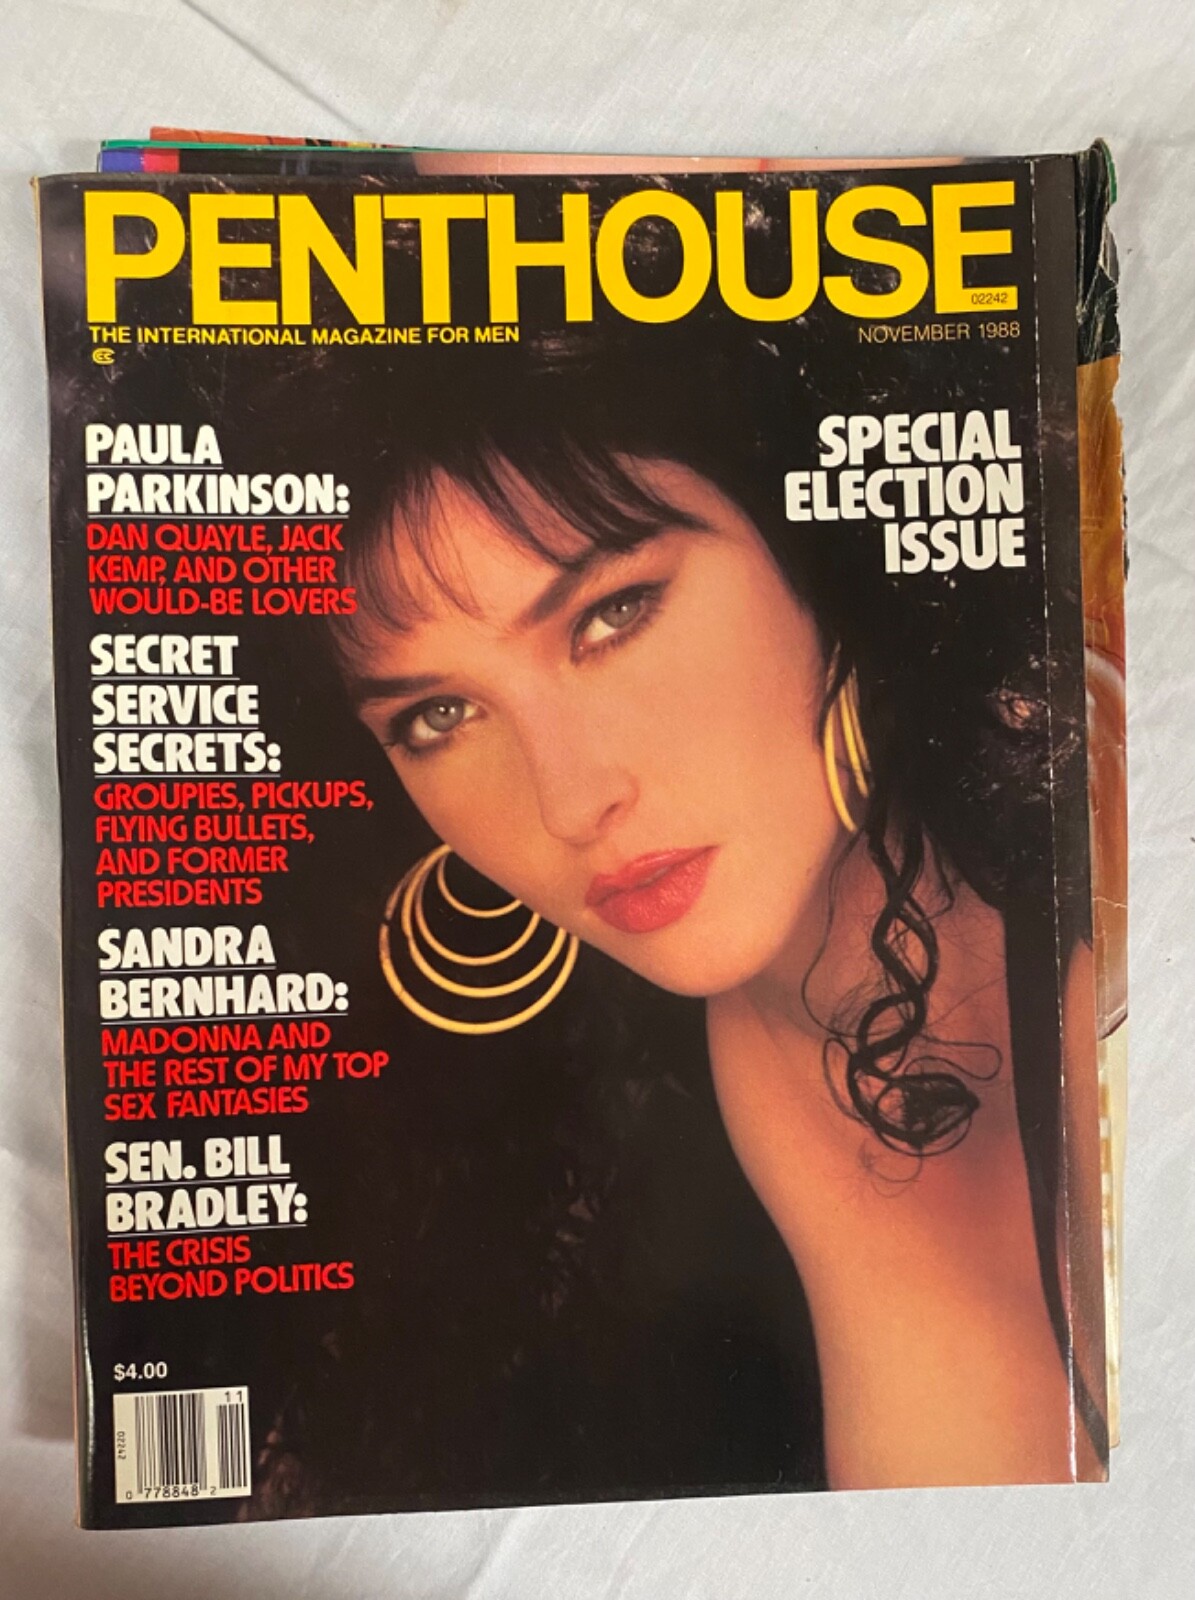 PENTHOUSE
02242
THE INTERNATIONAL MAGAZINE FOR MEN
NOVEMBER 1988
PAULA
PARKINSON:
DAN QUAYLE, JACK
KEMP, AND OTHER
WOULD-BE LOVERS
SPECIAL
ELECTION
ISSUE
SECRET
SERVICE
SECRETS:
GROUPIES, PICKUPS,
FLYING BULLETS,
AND FORMER
PRESIDENTS
SANDRA
BERNHARD:
MADONNA AND
THE REST OF MY TOP
SEX FANTASIES
SEN. BILL
BRADLEY:
THE CRISIS
BEYOND POLITICS
$4.00
11
02242
0 778848 2